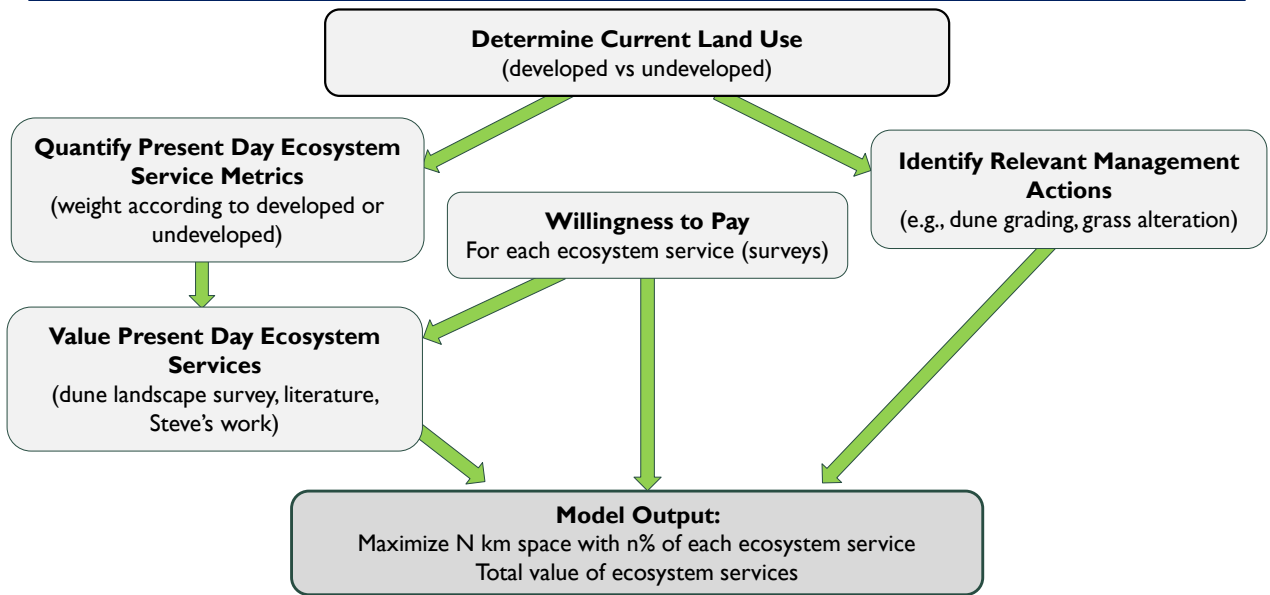 Determine Current Land Use
(developed vs undeveloped)
Quantify Present Day Ecosystem
Service Metrics
(weight according to developed or
undeveloped)
Willingness to Pay
For each ecosystem service (surveys)
Identify Relevant Management
Actions
(e.g., dune grading, grass alteration)
Value Present Day Ecosystem
Services
(dune landscape survey, literature,
Steve’s work)
Model Output:
Maximize N km space with n% of each ecosystem service
Total value of ecosystem services